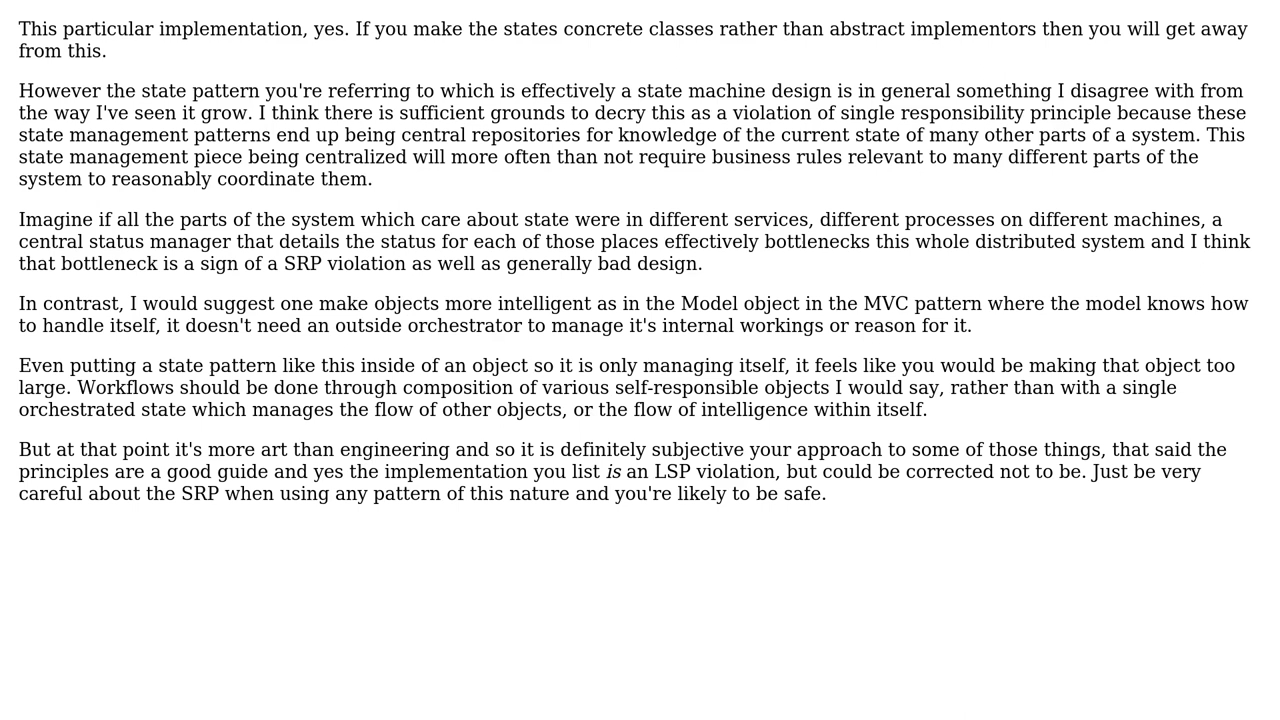 This particular implementation, yes. If you make the states concrete classes rather than abstract implementors then you will get away
from this.
However the state pattern you're referring to which is effectively a state machine design is in general something I disagree with from
the way I've seen it grow. I think there is sufficient grounds to decry this as a violation of single responsibility principle because these
state management patterns end up being central repositories for knowledge of the current state of many other parts of a system. This
state management piece being centralized will more often than not require business rules relevant to many different parts of the
system to reasonably coordinate them.
Imagine if all the parts of the system which care about state were in different services, different processes on different machines, a
central status manager that details the status for each of those places effectively bottlenecks this whole distributed system and I think
that bottleneck is a sign of a SRP violation as well as generally bad design.
In contrast, I would suggest one make objects more intelligent as in the Model object in the MVC pattern where the model knows how
to handle itself, it doesn't need an outside orchestrator to manage it's internal workings or reason for it.
Even putting a state pattern like this inside of an object so it is only managing itself, it feels like you would be making that object too
large. Workflows should be done through composition of various self-responsible objects I would say, rather than with a single
orchestrated state which manages the flow of other objects, or the flow of intelligence within itself.
But at that point it's more art than engineering and so it is definitely subjective your approach to some of those things, that said the
principles are a good guide and yes the implementation you list is an LSP violation, but could be corrected not to be. Just be very
careful about the SRP when using any pattern of this nature and you're likely to be safe.